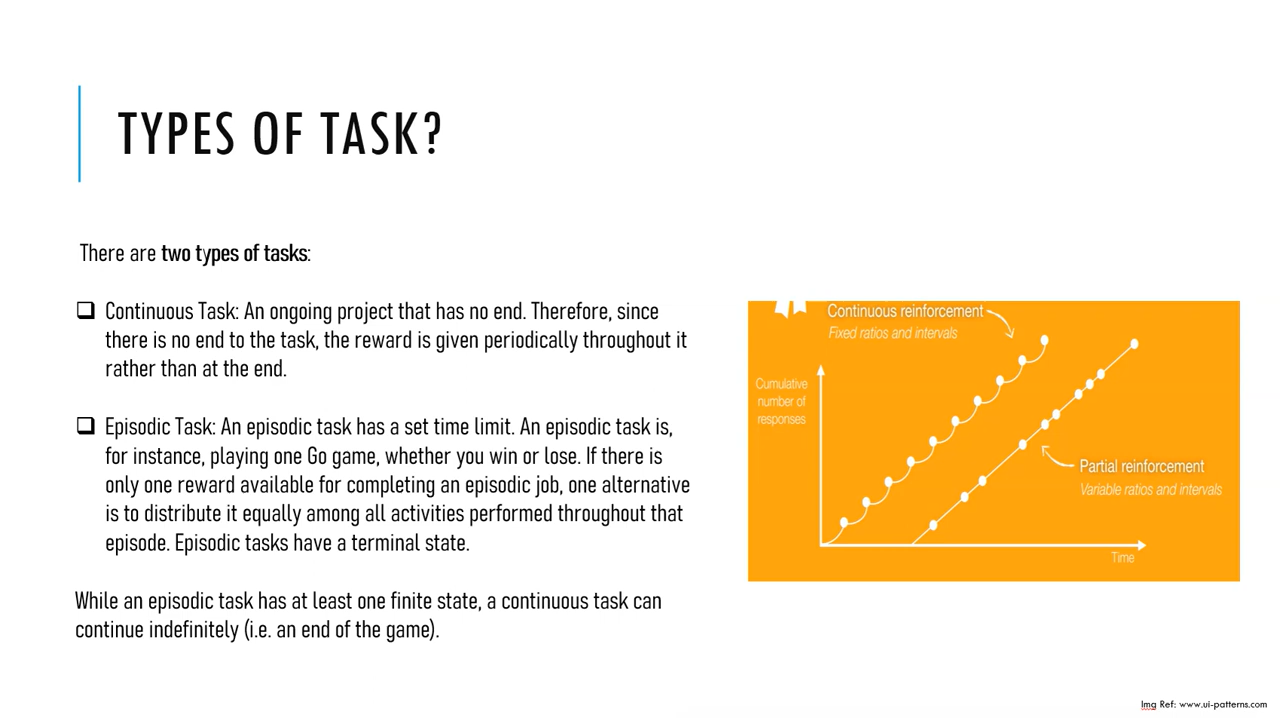 TYPES OF TASK?
There are two types of tasks:
❑ Continuous Task: An ongoing project that has no end. Therefore, since
there is no end to the task, the reward is given periodically throughout it
rather than at the end.
❑ Episodic Task: An episodic task has a set time limit. An episodic task is,
for instance, playing one Go game, whether you win or lose. If there is
only one reward available for completing an episodic job, one alternative
is to distribute it equally among all activities performed throughout that
episode. Episodic tasks have a terminal state.
While an episodic task has at least one finite state, a continuous task can
continue indefinitely (i.e. an end of the game).
Continuous reinforcement
Fixed ratios and intervals
Cumulative
number of
responses
Partial reinforcement
Variable ratios and intervals
Time
Img Ref: www.ui-patterns.com